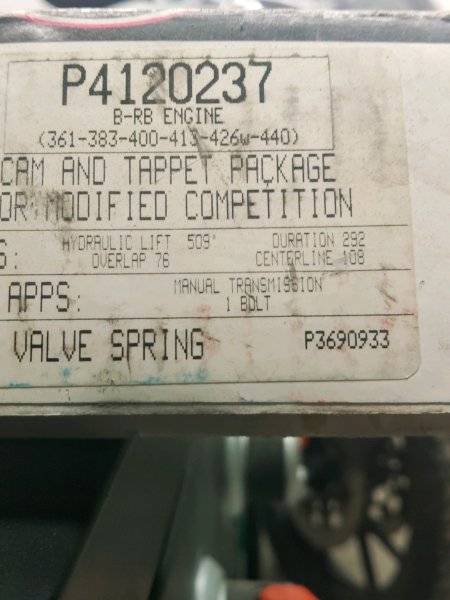 P4120237
B-RB ENGINE
(361-383-400-413-426w-440)
CAM AND TAPPET PACKAGE
OR MODIFIED COMPETITION
S: HYDRAULIC LIFT 509" DURATION 292
OVERLAP 76 CENTERLINE 108
APPS: MANUAL TRANSMISSION
1 BOLT
VALVE SPRING P3690933